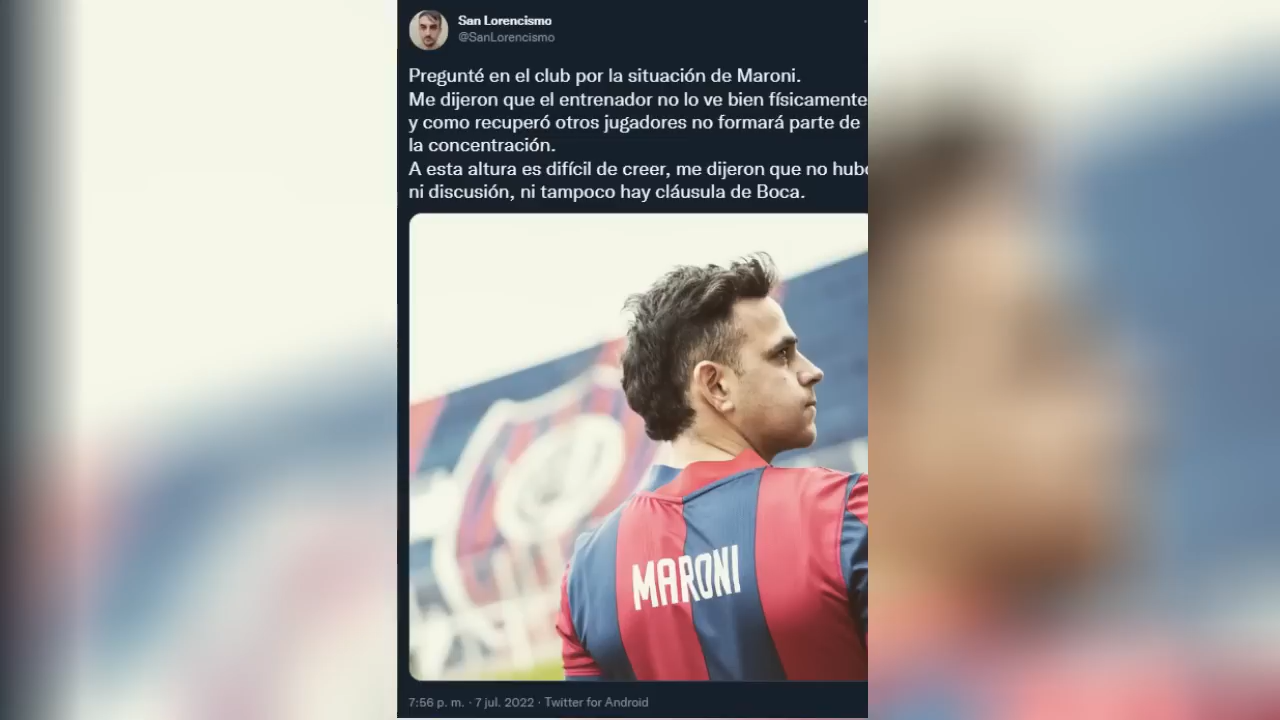 San Lorencismo
@SanLorencismo
Pregunté en el club por la situación de Maroni.
Me dijeron que el entrenador no lo ve bien físicamente
y como recuperó otros jugadores no formará parte de
la concentración.
A esta altura es difícil de creer, me dijeron que no hubo
ni discusión, ni tampoco hay cláusula de Boca.
MARONI
7:56 p. m. · 7 jul. 2022 · Twitter for Android